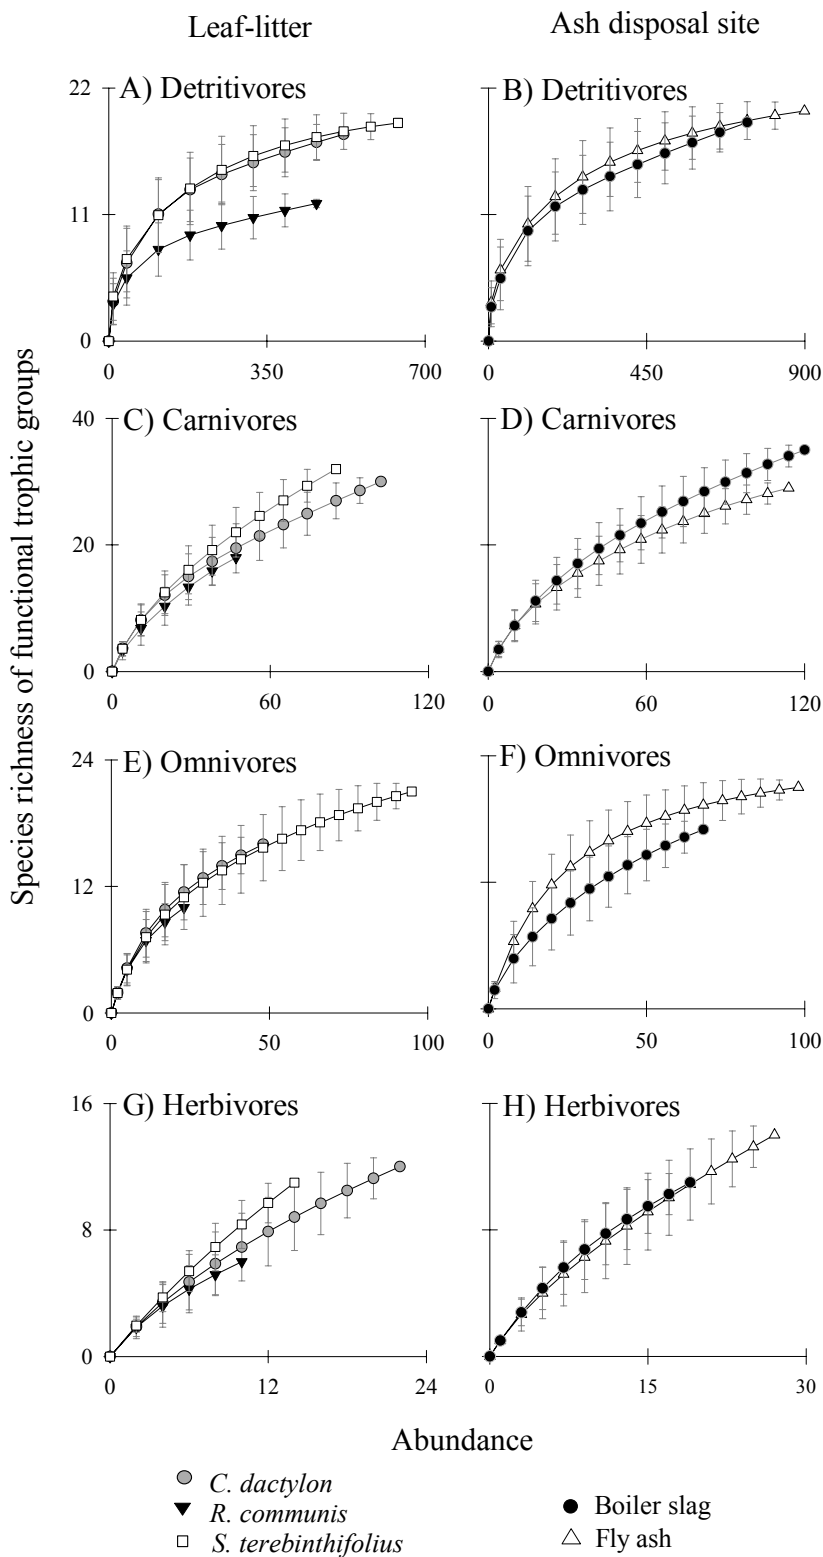 Leaf-litter
Ash disposal site
Species richness of functional trophic groups
A) Detritivores
22
11
0
0 350 700
B) Detritivores
0 450 900
C) Carnivores
40
20
0
0 60 120
D) Carnivores
0 60 120
E) Omnivores
24
12
0
0 50 100
F) Omnivores
0 50 100
G) Herbivores
16
8
0
0 12 24
H) Herbivores
0 15 30
Abundance
C. dactylon
R. communis
S. terebinthifolius
Boiler slag
Fly ash